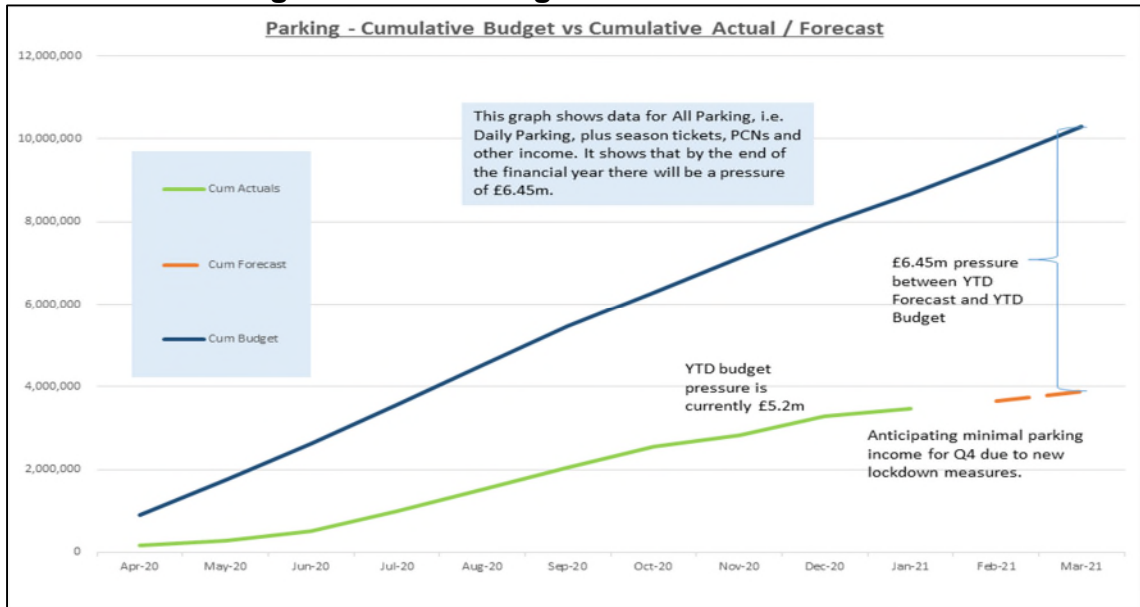 Parking - Cumulative Budget vs Cumulative Actual / Forecast
12,000,000
10,000,000
8,000,000
6,000,000
4,000,000
2,000,000
0
This graph shows data for All Parking, i.e.
Daily Parking, plus season tickets, PCNs and
other income. It shows that by the end of
the financial year there will be a pressure
of £6.45m.
Cum Actuals
Cum Forecast
Cum Budget
£6.45m pressure
between YTD
Forecast and YTD
Budget
YTD budget
pressure is
currently £5.2m
Anticipating minimal parking
income for Q4 due to new
lockdown measures.
Apr-20 May-20 Jun-20 Jul-20 Aug-20 Sep-20 Oct-20 Nov-20 Dec-20 Jan-21 Feb-21 Mar-21